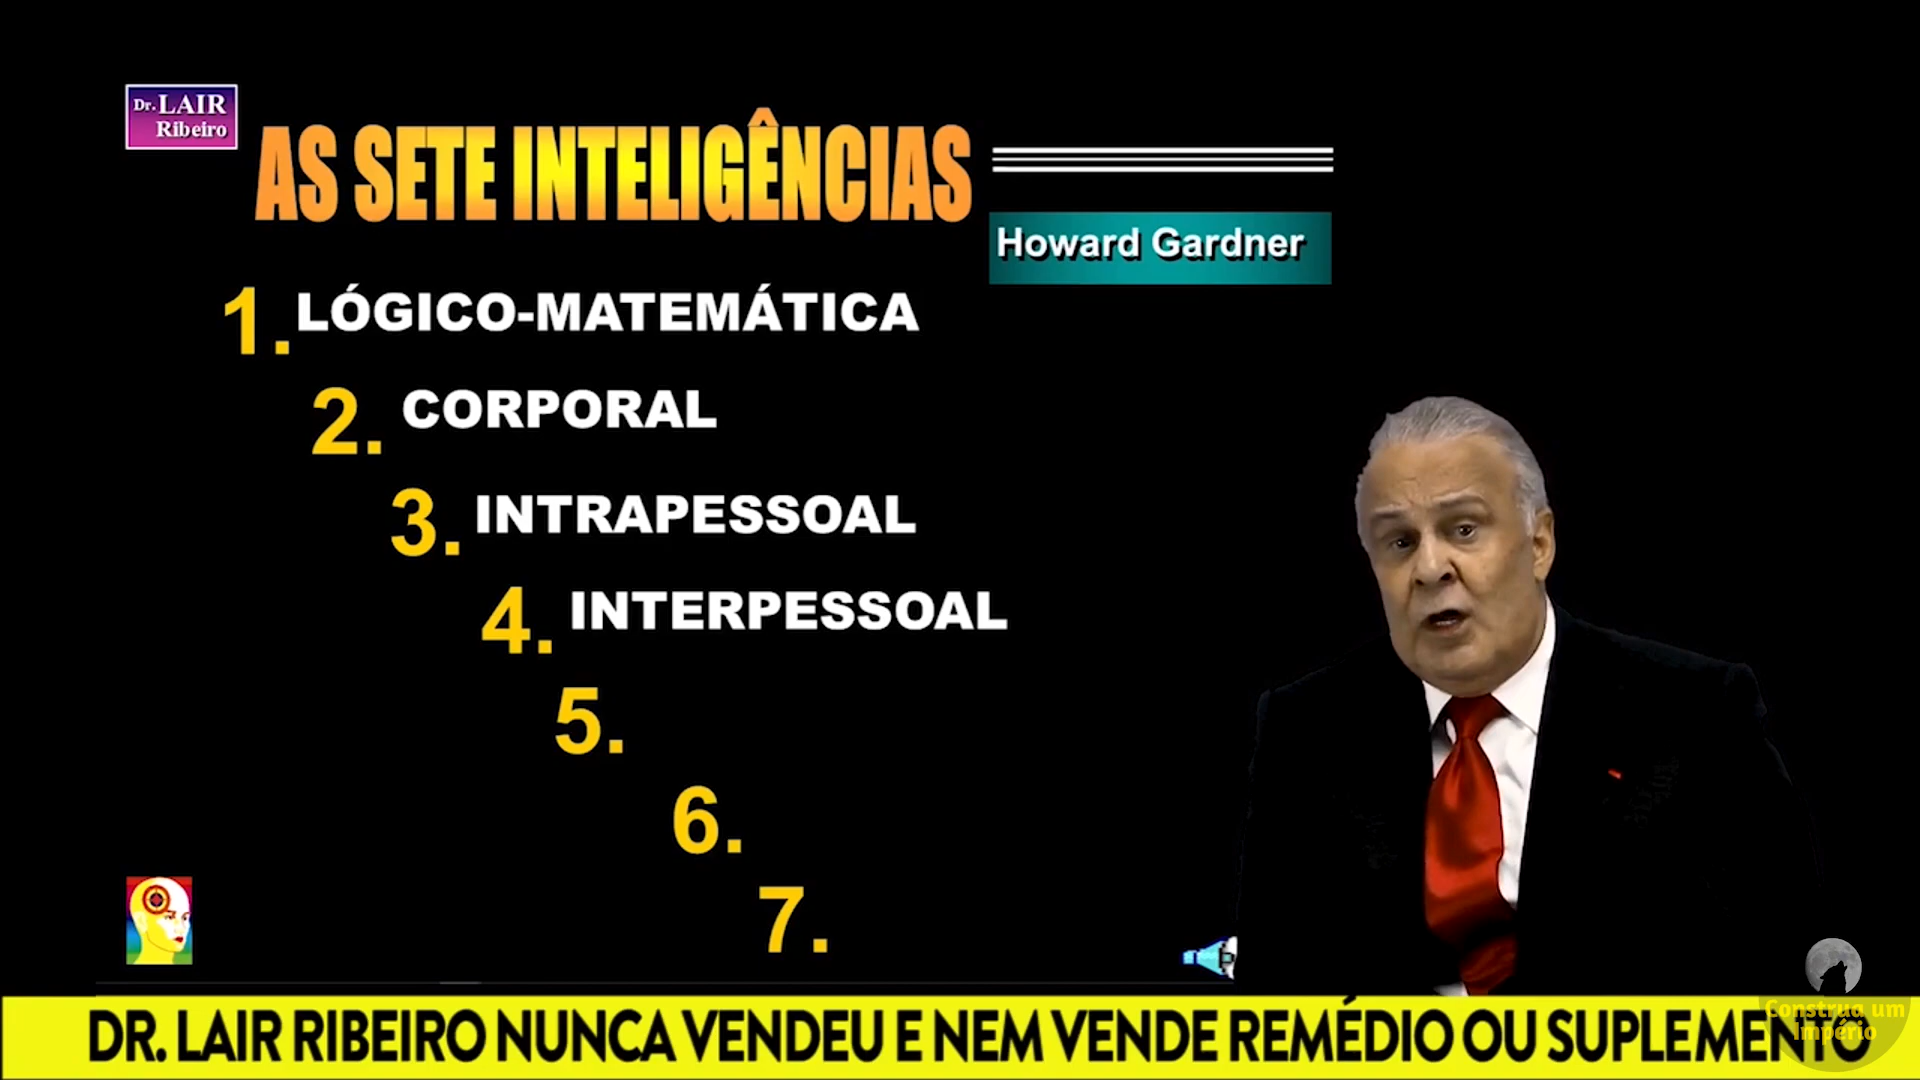 Dr. LAIR
Ribeiro
AS SETE INTELIGÊNCIAS
Howard Gardner
1. LÓGICO-MATEMÁTICA
2. CORPORAL
3. INTRAPESSOAL
4. INTERPESSOAL
5.
6.
7.
DR. LAIR RIBEIRO NUNCA VENDEU E NEM VENDE REMÉDIO OU SUPLEMENTO
Construa um
Império